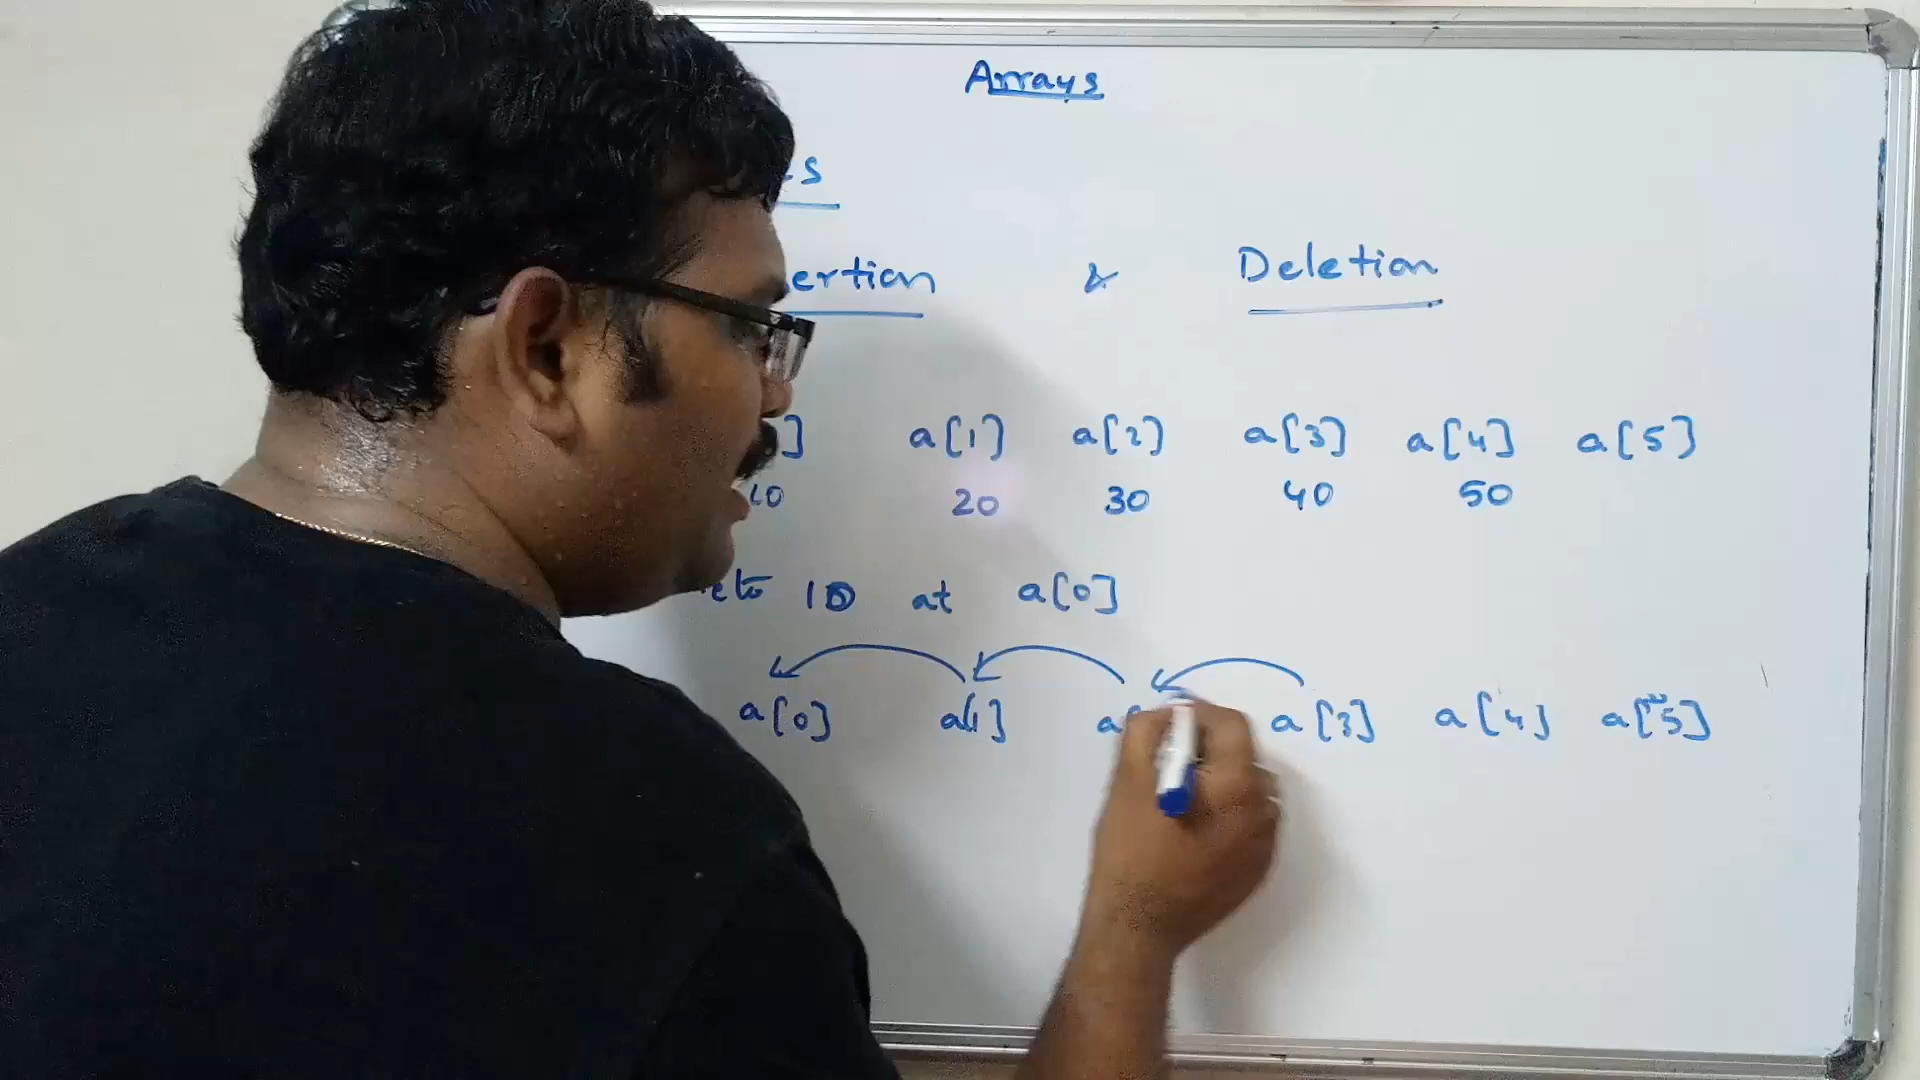 Arrays
& Deletion
a[1] a[2] a[3] a[4] a[5]
10 20 30 40 50
10 at a[0]
a[0] a[1] a[3] a[4] a[5]